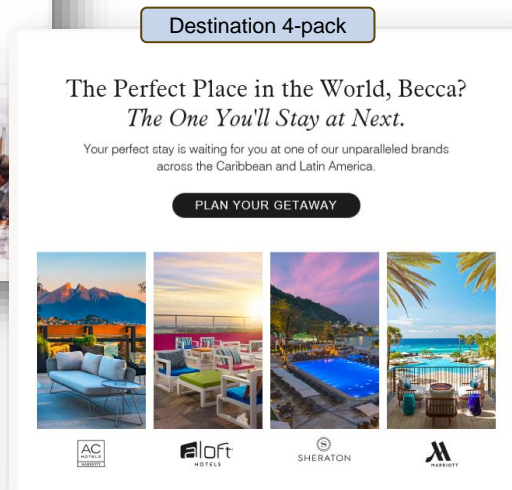 Destination 4-pack
The Perfect Place in the World, Becca?
The One You'll Stay at Next.
Your perfect stay is waiting for you at one of our unparalleled brands
across the Caribbean and Latin America.
PLAN YOUR GETAWAY
AC
HOTELS
MARRIOTT
aloft
HOTELS
S
SHERATON
M
MARRIOTT